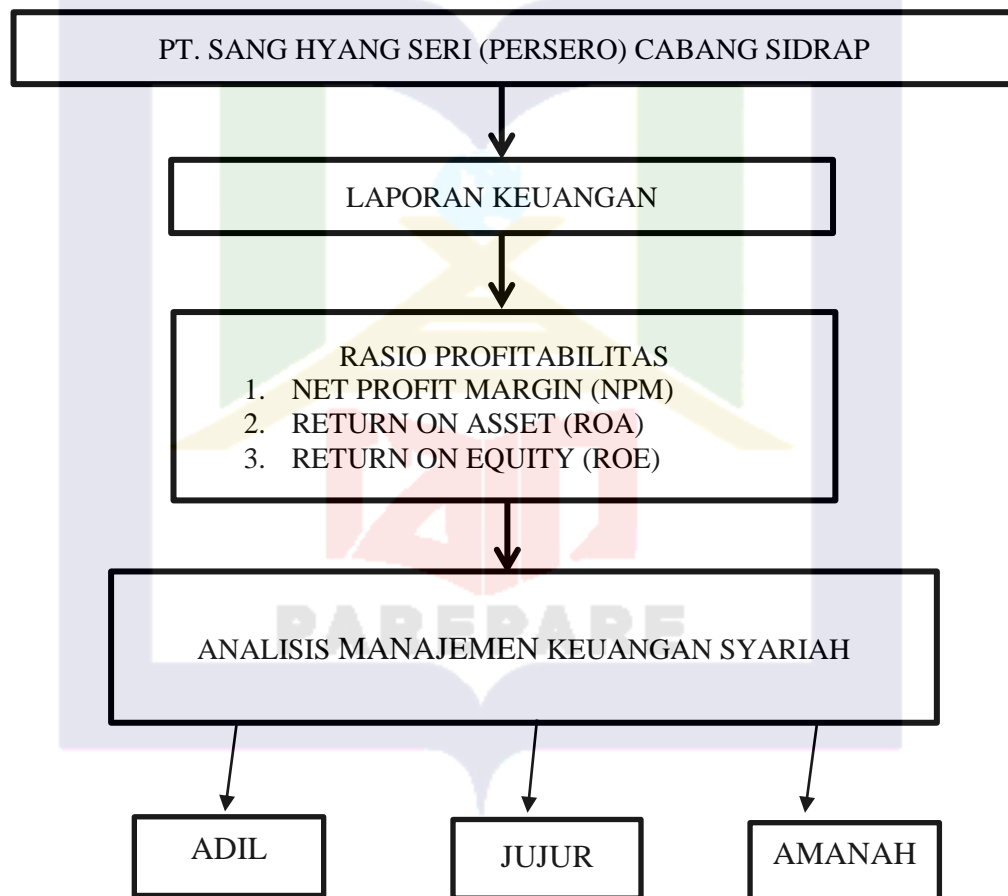 PT. SANG HYANG SERI (PERSERO) CABANG SIDRAP
LAPORAN KEUANGAN
RASIO PROFITABILITAS
1. NET PROFIT MARGIN (NPM)
2. RETURN ON ASSET (ROA)
3. RETURN ON EQUITY (ROE)
PAREPARE
ANALISIS MANAJEMEN KEUANGAN SYARIAH
ADIL
JUJUR
AMANAH